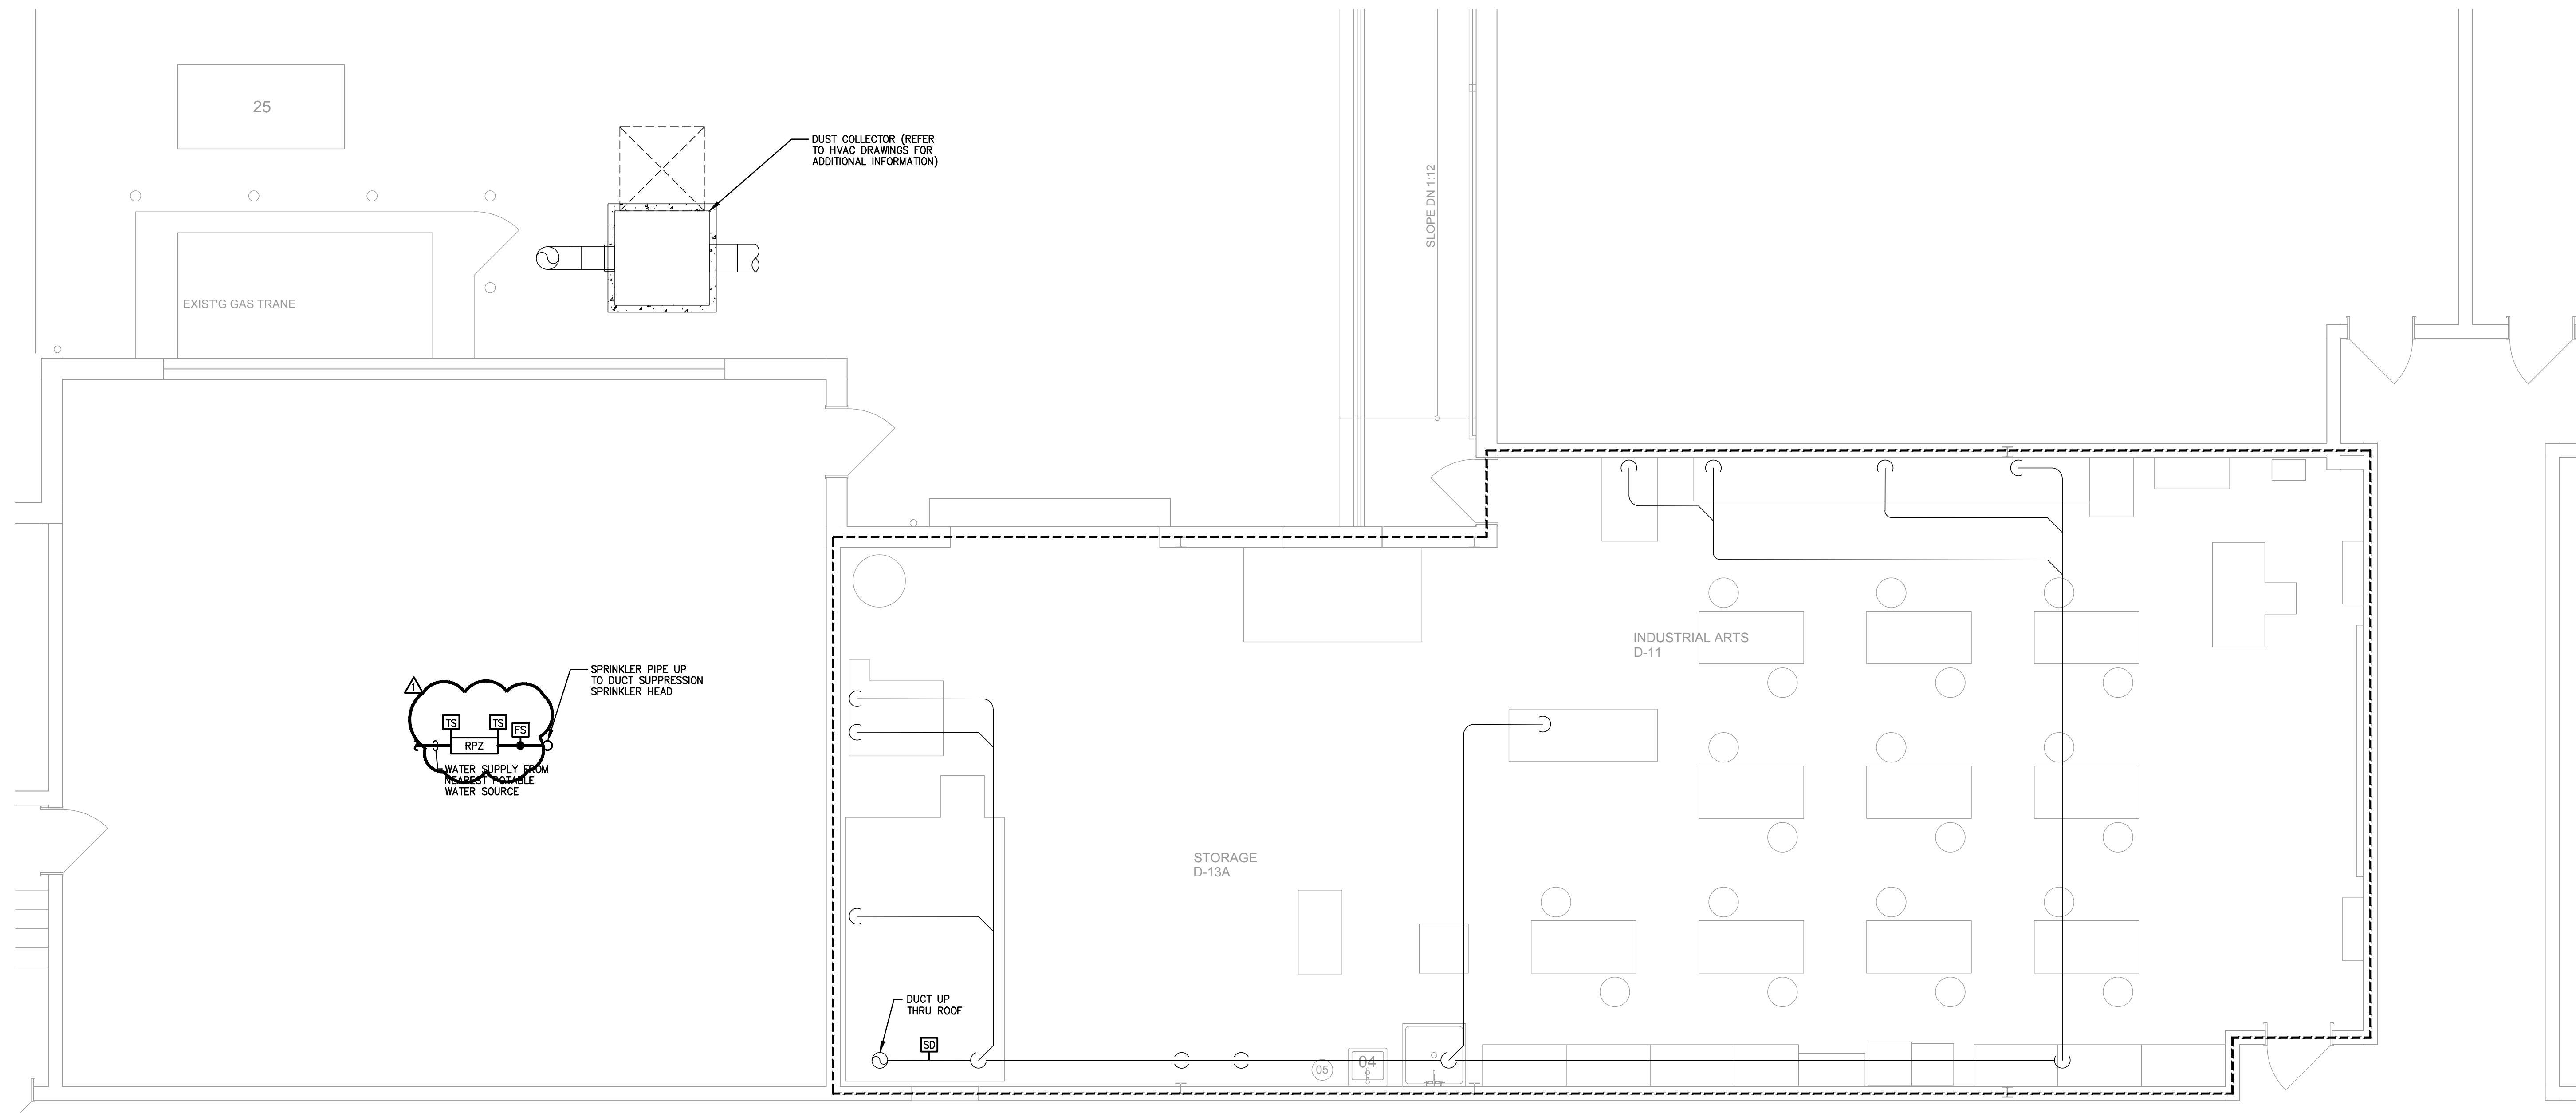 25
DUST COLLECTOR (REFER
TO HVAC DRAWINGS FOR
ADDITIONAL INFORMATION)
SLOPE DN 1:12
EXIST'G GAS TRANE
INDUSTRIAL ARTS
D-11
1
SPRINKLER PIPE UP
TO DUCT SUPPRESSION
SPRINKLER HEAD
TS
TS
FS
RPZ
WATER SUPPLY FROM
NEAREST POTABLE
WATER SOURCE
STORAGE
D-13A
DUCT UP
THRU ROOF
SD
05
04